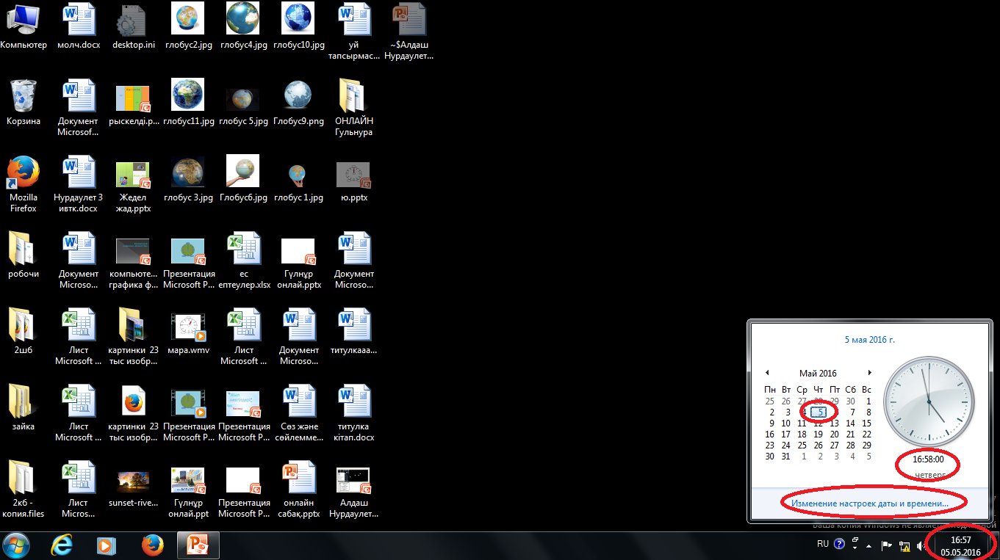 Компьютер
молч.docx
desktop.ini
глобус2.jpg
глобус4.jpg
глобус10.jpg
уй
тапсырмас...
~$Алдаш
Нурдаулет...
Корзина
Документ
Microsof...
рыскелді.p...
глобус11.jpg
глобус 5.jpg
Глобус9.png
ОНЛАЙН
Гульнура
Mozilla
Firefox
Нурдаулет 3
ивтк.docx
Жедел
жад.pptx
глобус 3.jpg
Глобус6.jpg
глобус 1.jpg
ю.pptx
робочи
Документ
Microso...
компьюте...
графика ф...
Презентация
Microsoft P...
ес
ептеулер.xlsx
Гүлнұр
онлай.pptx
Документ
Microso...
2шб
Лист
Microsoft ...
картинки 23
тыс изобр...
мара.wmv
Лист
Microsoft ...
Документ
Microso...
титулкааа...
зайка
Лист
Microsoft ...
картинки 23
тыс изобр...
Презентация
Microsoft P...
Презентация
Microsoft P...
Сөз және
сөйлемме...
титулка
кітап.docx
2кб -
копия.files
Лист
Micros...
sunset-rive...
Гүлнұр
онлай.ppt
Презентация
Microsoft P...
онлайн
сабақ.pptx
Алдаш
Нурдаулет...
5 мая 2016 г.
Май 2016
Пн Вт Ср Чт Пт Сб Вс
25 26 27 28 29 30 1
2 3 4 5 6 7 8
9 10 11 12 13 14 15
16 17 18 19 20 21 22
23 24 25 26 27 28 29
30 31 1 2 3 4 5
16:58:00
четверг
Изменение настроек даты и времени...
Ваша копия Windows не является подлинной
RU
16:57
05.05.2016